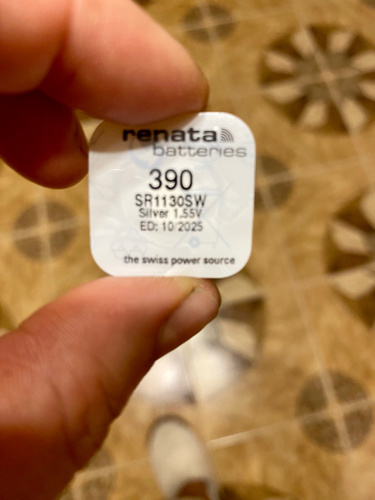 renata
batteries
390
SR1130SW
Silver 1.55V
ED: 10/2025
the swiss power source